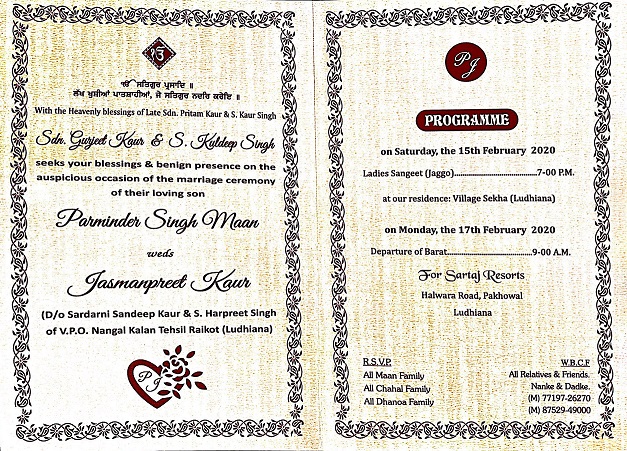 ੴ
ੴ ਸਤਿਗੁਰ ਪ੍ਰਸਾਦਿ ॥
ਲਖ ਖੁਸੀਆਂ ਪਾਤਸ਼ਾਹੀਆਂ, ਜੇ ਸਤਿਗੁਰ ਨਦਰਿ ਕਰੇਇ ॥
With the Heavenly blessings of Late Sdn. Pritam Kaur & S. Kaur Singh
Sdn. Gurjeet Kaur & S. Kuldeep Singh
seeks your blessings & benign presence on the
auspicious occasion of the marriage ceremony
of their loving son
Parminder Singh Maan
weds
Jasmanpreet Kaur
(D/o Sardarni Sandeep Kaur & S. Harpreet Singh
of V.P.O. Nangal Kalan Tehsil Raikot (Ludhiana)
PJ
PJ
PROGRAMME
on Saturday, the 15th February 2020
Ladies Sangeet (Jaggo)..........................................7-00 P.M.
at our residence: Village Sekha (Ludhiana)
on Monday, the 17th February 2020
Departure of Barat............................................9-00 A.M.
For Sartaj Resorts
Halwara Road, Pakhowal
Ludhiana
R.S.V.P.
All Maan Family
All Chahal Family
All Dhanoa Family
W.B.C.F
All Relatives & Friends.
Nanke & Dadke.
(M) 77197-26270
(M) 87529-49000